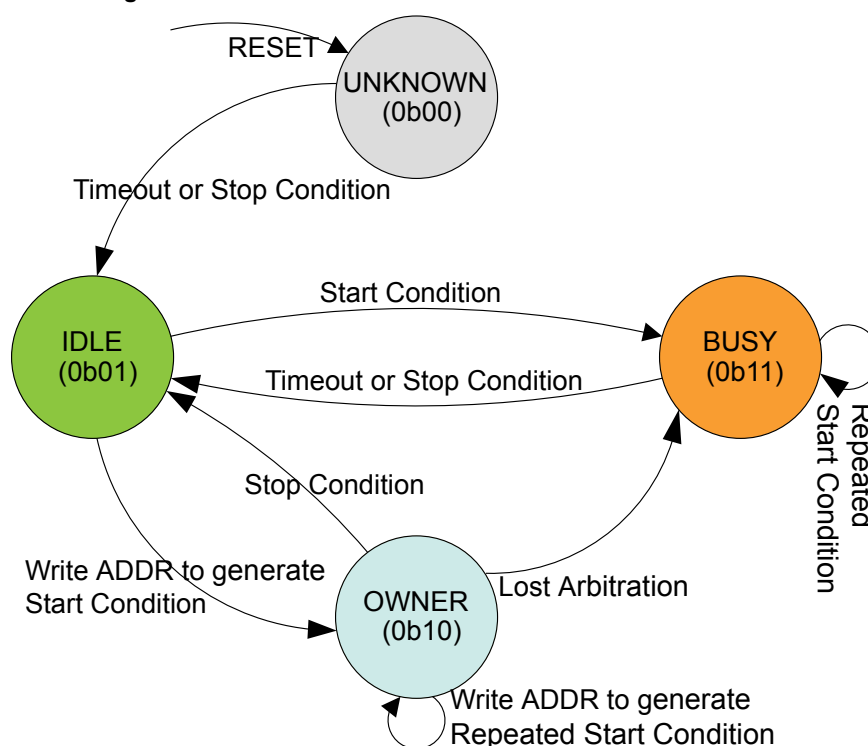 RESET
UNKNOWN
(0b00)
Timeout or Stop Condition
Start Condition
IDLE
(0b01)
BUSY
(0b11)
Timeout or Stop Condition
Repeated
Start Condition
Stop Condition
Write ADDR to generate
Start Condition
Lost Arbitration
OWNER
(0b10)
Write ADDR to generate
Repeated Start Condition